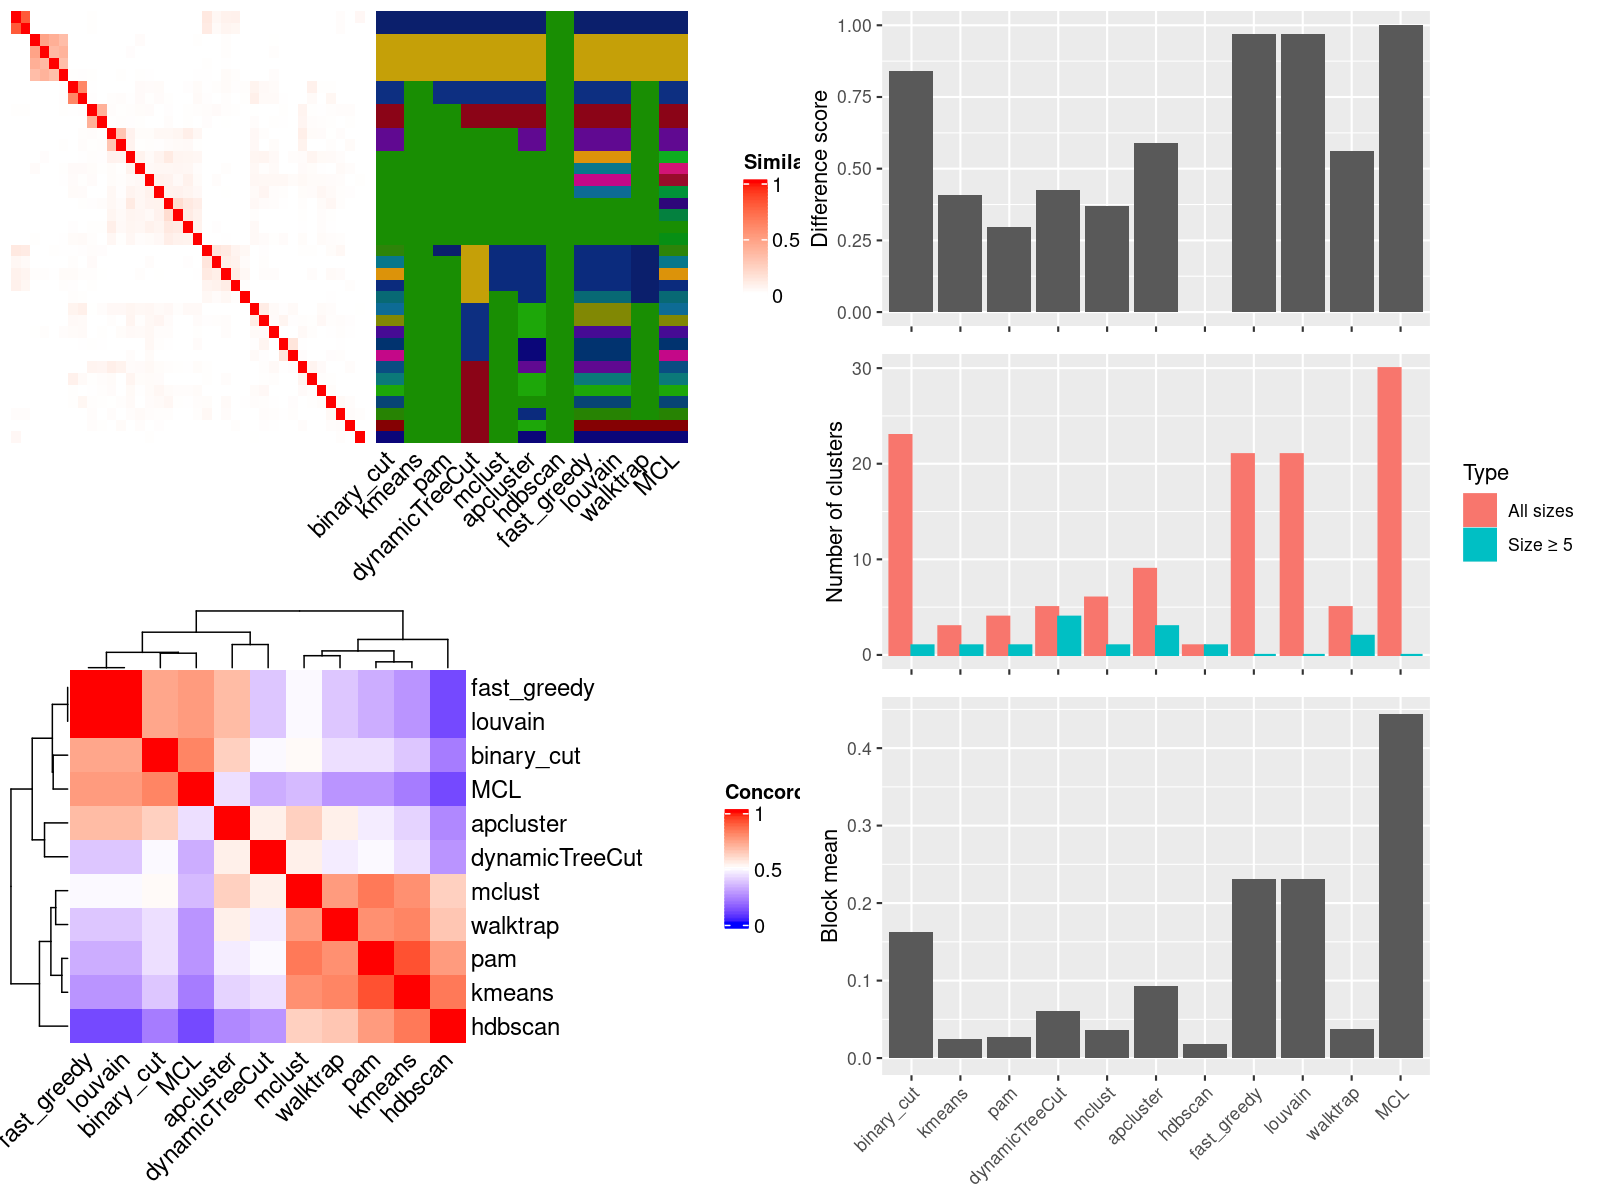 Simila
1
0.5
0
binary_cut
kmeans
pam
dynamicTreeCut
mclust
apcluster
hdbscan
fast_greedy
louvain
walktrap
MCL
Difference score
1.00
0.75
0.50
0.25
0.00
Number of clusters
30
20
10
0
Type
All sizes
Size ≥ 5
fast_greedy
louvain
binary_cut
MCL
apcluster
dynamicTreeCut
mclust
walktrap
pam
kmeans
hdbscan
fast_greedy
louvain
binary_cut
MCL
apcluster
dynamicTreeCut
mclust
walktrap
pam
kmeans
hdbscan
Concord
1
0.5
0
Block mean
0.4
0.3
0.2
0.1
0.0
binary_cut
kmeans
pam
dynamicTreeCut
mclust
apcluster
hdbscan
fast_greedy
louvain
walktrap
MCL